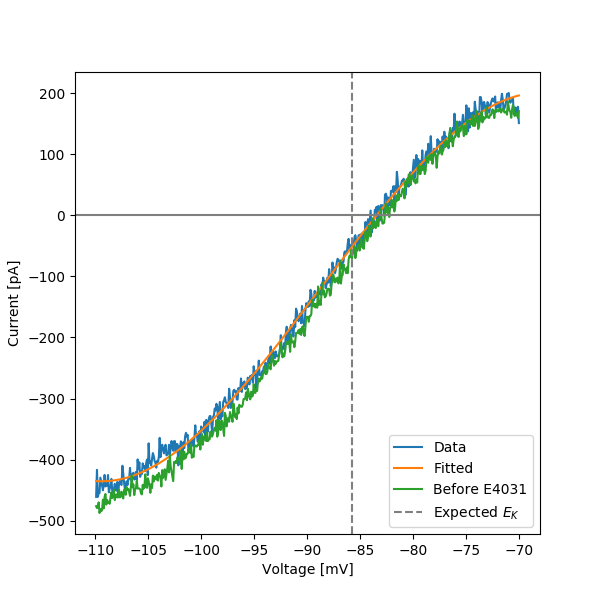 200
100
0
−100
−200
−300
−400
−500
Current [pA]
Data
Fitted
Before E4031
Expected E_K
−110 −105 −100 −95 −90 −85 −80 −75 −70
Voltage [mV]